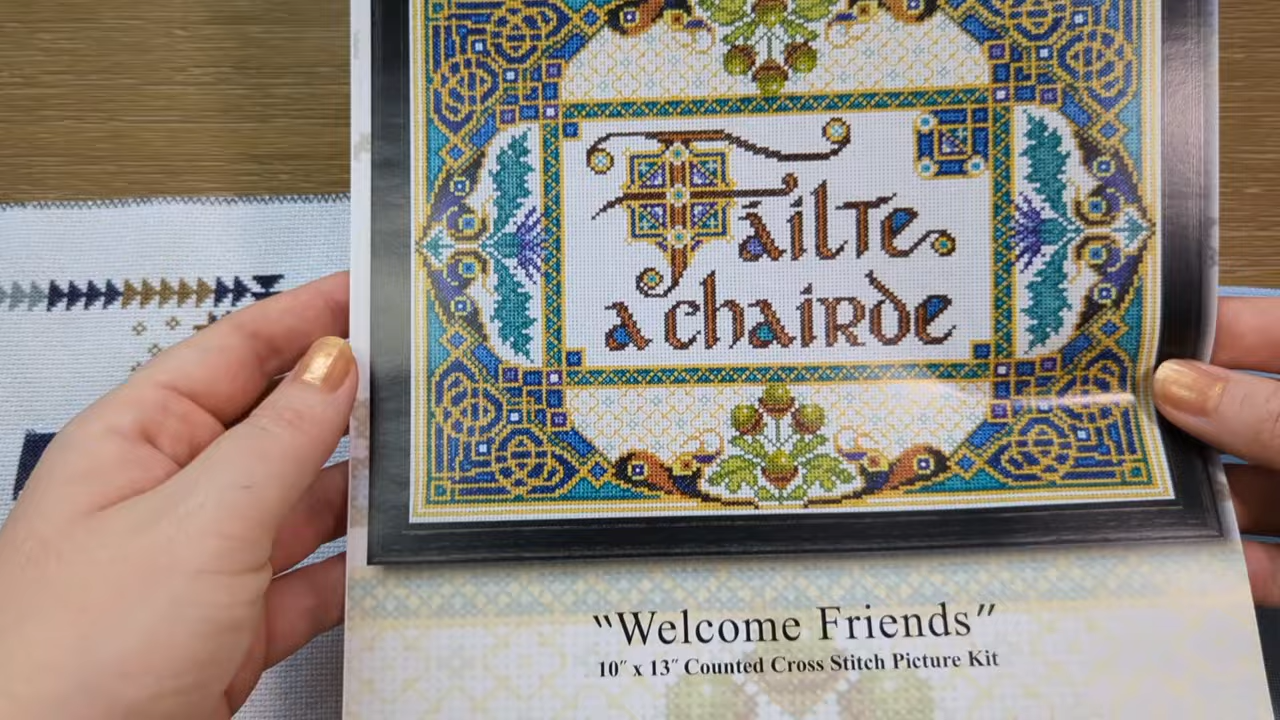 Fáilte
a chairde
"Welcome Friends"
10" x 13" Counted Cross Stitch Picture Kit